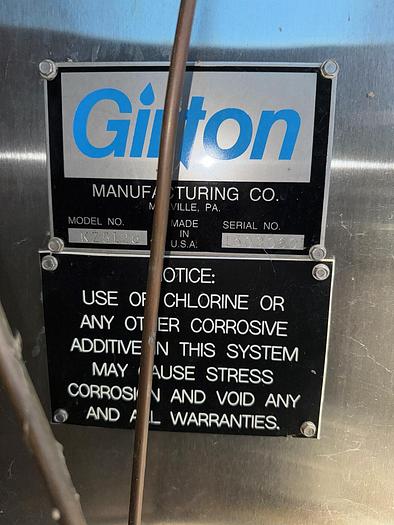 Girton
MANUFACTURING CO.
MILLVILLE, PA.
MODEL NO. MADE IN U.S.A. SERIAL NO.
NOTICE:
USE OF CHLORINE OR
ANY OTHER CORROSIVE
ADDITIVE IN THIS SYSTEM
MAY CAUSE STRESS
CORROSION AND VOID ANY
AND ALL WARRANTIES.